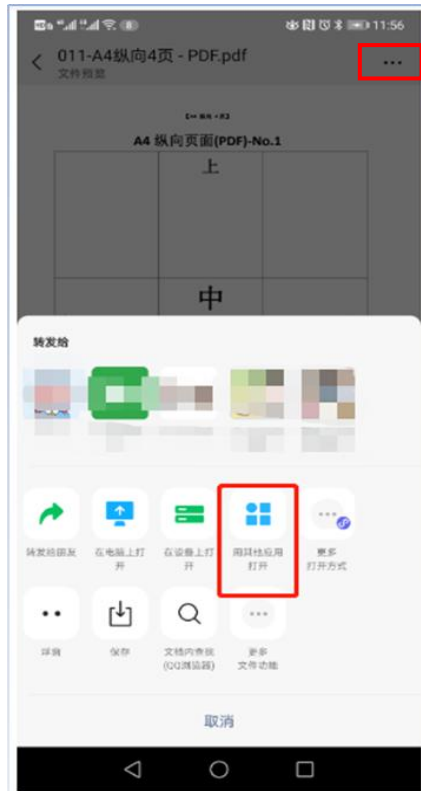 11:56
011-A4纵向4页 - PDF.pdf
文件预览
A4 纵向页面(PDF)-No.1
上
中
转发给
转发给朋友
在电脑上打开
在设备上打开
用其他应用打开
更多
打开方式
浮窗
保存
文档内查找
(QQ浏览器)
更多
文件功能
取消